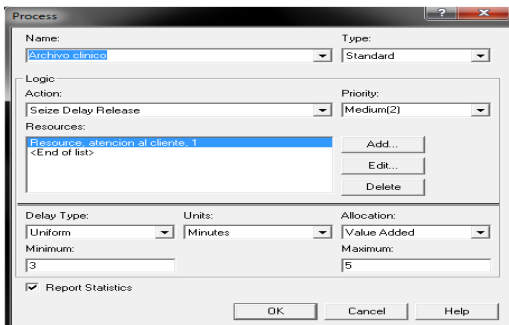 Process
Name: Type:
Archivo clinico Standard
Logic
Action: Priority:
Seize Delay Release Medium(2)
Resources:
Resource, atencion al cliente, 1
<End of list>
Add...
Edit...
Delete
Delay Type: Units: Allocation:
Uniform Minutes Value Added
Minimum: Maximum:
3 5
Report Statistics
OK Cancel Help